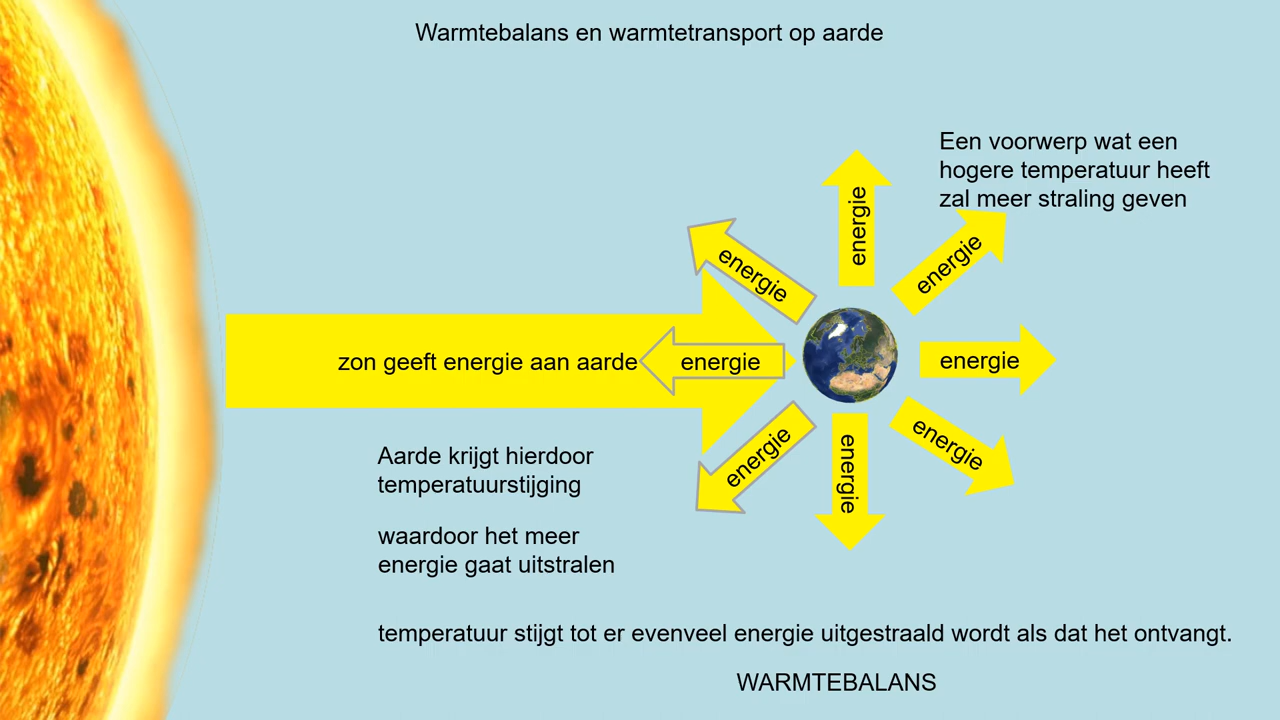 Warmtebalans en warmtetransport op aarde
Een voorwerp wat een
hogere temperatuur heeft
zal meer straling geven
energie
energie
energie
zon geeft energie aan aarde
energie
energie
energie
energie
energie
Aarde krijgt hierdoor
temperatuurstijging
waardoor het meer
energie gaat uitstralen
temperatuur stijgt tot er evenveel energie uitgestraald wordt als dat het ontvangt.
WARMTEBALANS